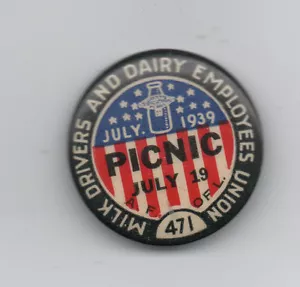 MILK DRIVERS AND DAIRY EMPLOYEES UNION
JULY. 1939
PICNIC
JULY 19
A.F. OF L.
471